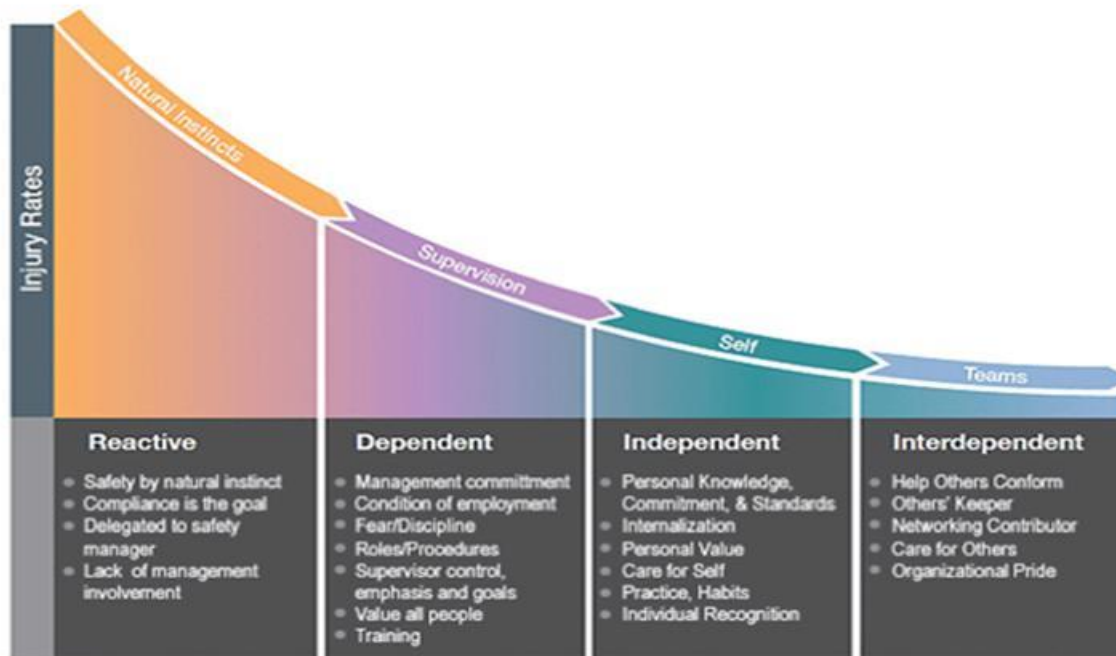 Injury Rates
Natural Instincts
Supervision
Self
Teams
Reactive
Safety by natural instinct
Compliance is the goal
Delegated to safety
manager
Lack of management
involvement
Dependent
Management committment
Condition of employment
Fear/Discipline
Roles/Procedures
Supervisor control,
emphasis and goals
Value all people
Training
Independent
Personal Knowledge,
Commitment, & Standards
Internalization
Personal Value
Care for Self
Practice, Habits
Individual Recognition
Interdependent
Help Others Conform
Others' Keeper
Networking Contributor
Care for Others
Organizational Pride